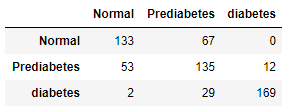 Normal Prediabetes diabetes
Normal 133 67 0
Prediabetes 53 135 12
diabetes 2 29 169